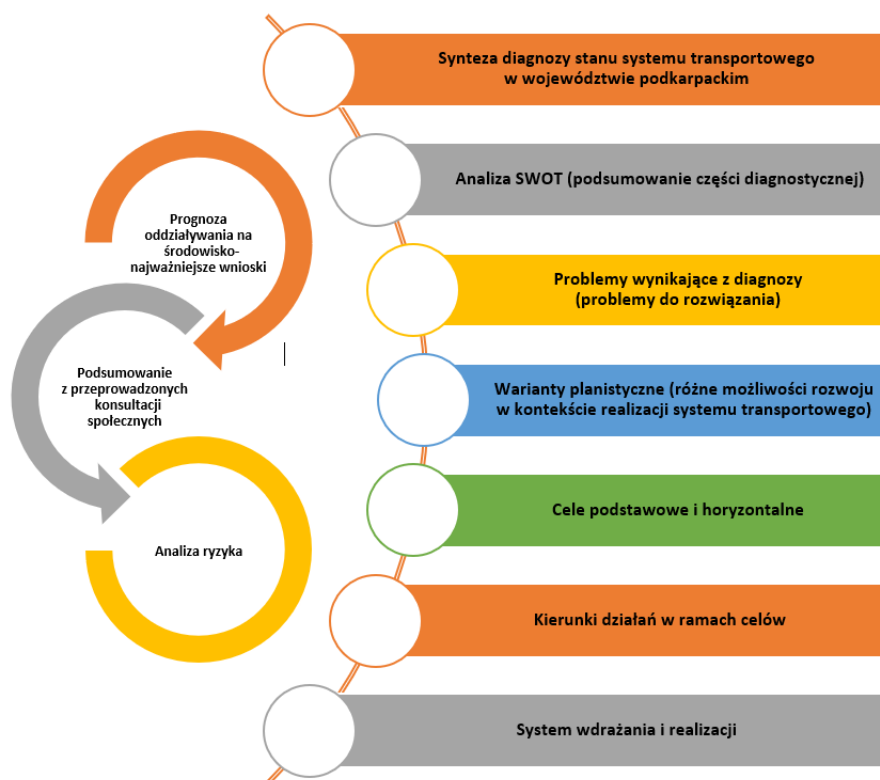 Synteza diagnozy stanu systemu transportowego
w województwie podkarpackim
Analiza SWOT (podsumowanie części diagnostycznej)
Problemy wynikające z diagnozy
(problemy do rozwiązania)
Warianty planistyczne (różne możliwości rozwoju
w kontekście realizacji systemu transportowego)
Cele podstawowe i horyzontalne
Kierunki działań w ramach celów
System wdrażania i realizacji
Prognoza
oddziaływania na
środowisko-
najważniejsze wnioski
Podsumowanie
z przeprowadzonych
konsultacji
społecznych
Analiza ryzyka